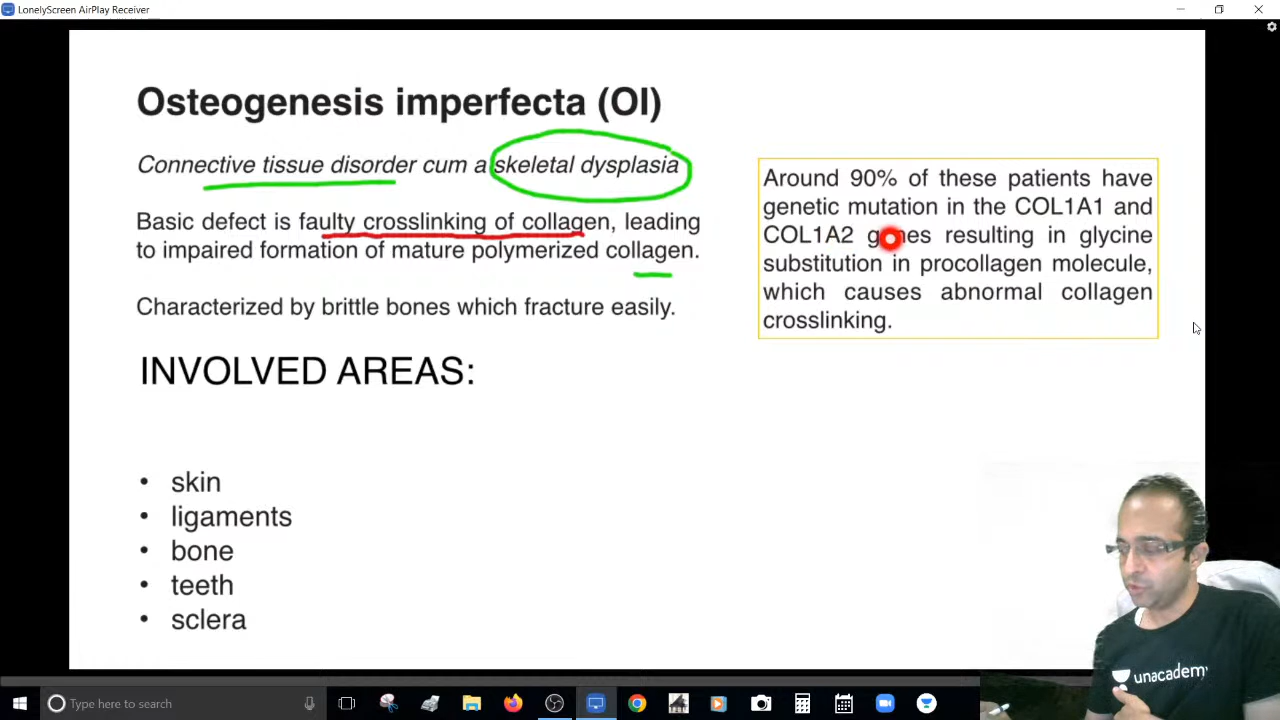 LonelyScreen AirPlay Receiver
Osteogenesis imperfecta (OI)
Connective tissue disorder cum a skeletal dysplasia
Basic defect is faulty crosslinking of collagen, leading
to impaired formation of mature polymerized collagen.
Characterized by brittle bones which fracture easily.
Around 90% of these patients have
genetic mutation in the COL1A1 and
COL1A2 genes resulting in glycine
substitution in procollagen molecule,
which causes abnormal collagen
crosslinking.
INVOLVED AREAS:
• skin
• ligaments
• bone
• teeth
• sclera
unacademy
Type here to search